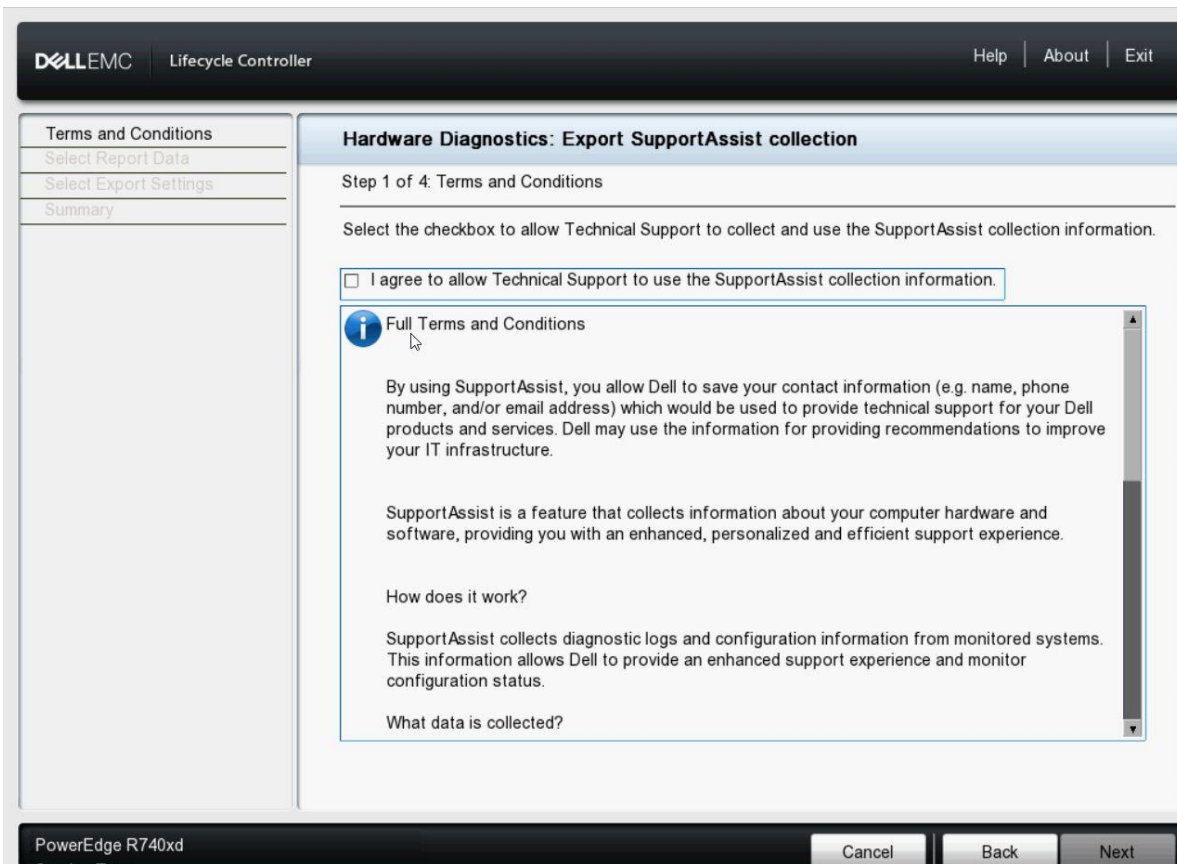 DELLEMC
Lifecycle Controller
Help
About
Exit
Terms and Conditions
Select Report Data
Select Export Settings
Summary
Hardware Diagnostics: Export SupportAssist collection
Step 1 of 4: Terms and Conditions
Select the checkbox to allow Technical Support to collect and use the SupportAssist collection information.
I agree to allow Technical Support to use the SupportAssist collection information.
Full Terms and Conditions
By using SupportAssist, you allow Dell to save your contact information (e.g. name, phone
number, and/or email address) which would be used to provide technical support for your Dell
products and services. Dell may use the information for providing recommendations to improve
your IT infrastructure.
SupportAssist is a feature that collects information about your computer hardware and
software, providing you with an enhanced, personalized and efficient support experience.
How does it work?
SupportAssist collects diagnostic logs and configuration information from monitored systems.
This information allows Dell to provide an enhanced support experience and monitor
configuration status.
What data is collected?
PowerEdge R740xd
Cancel
Back
Next